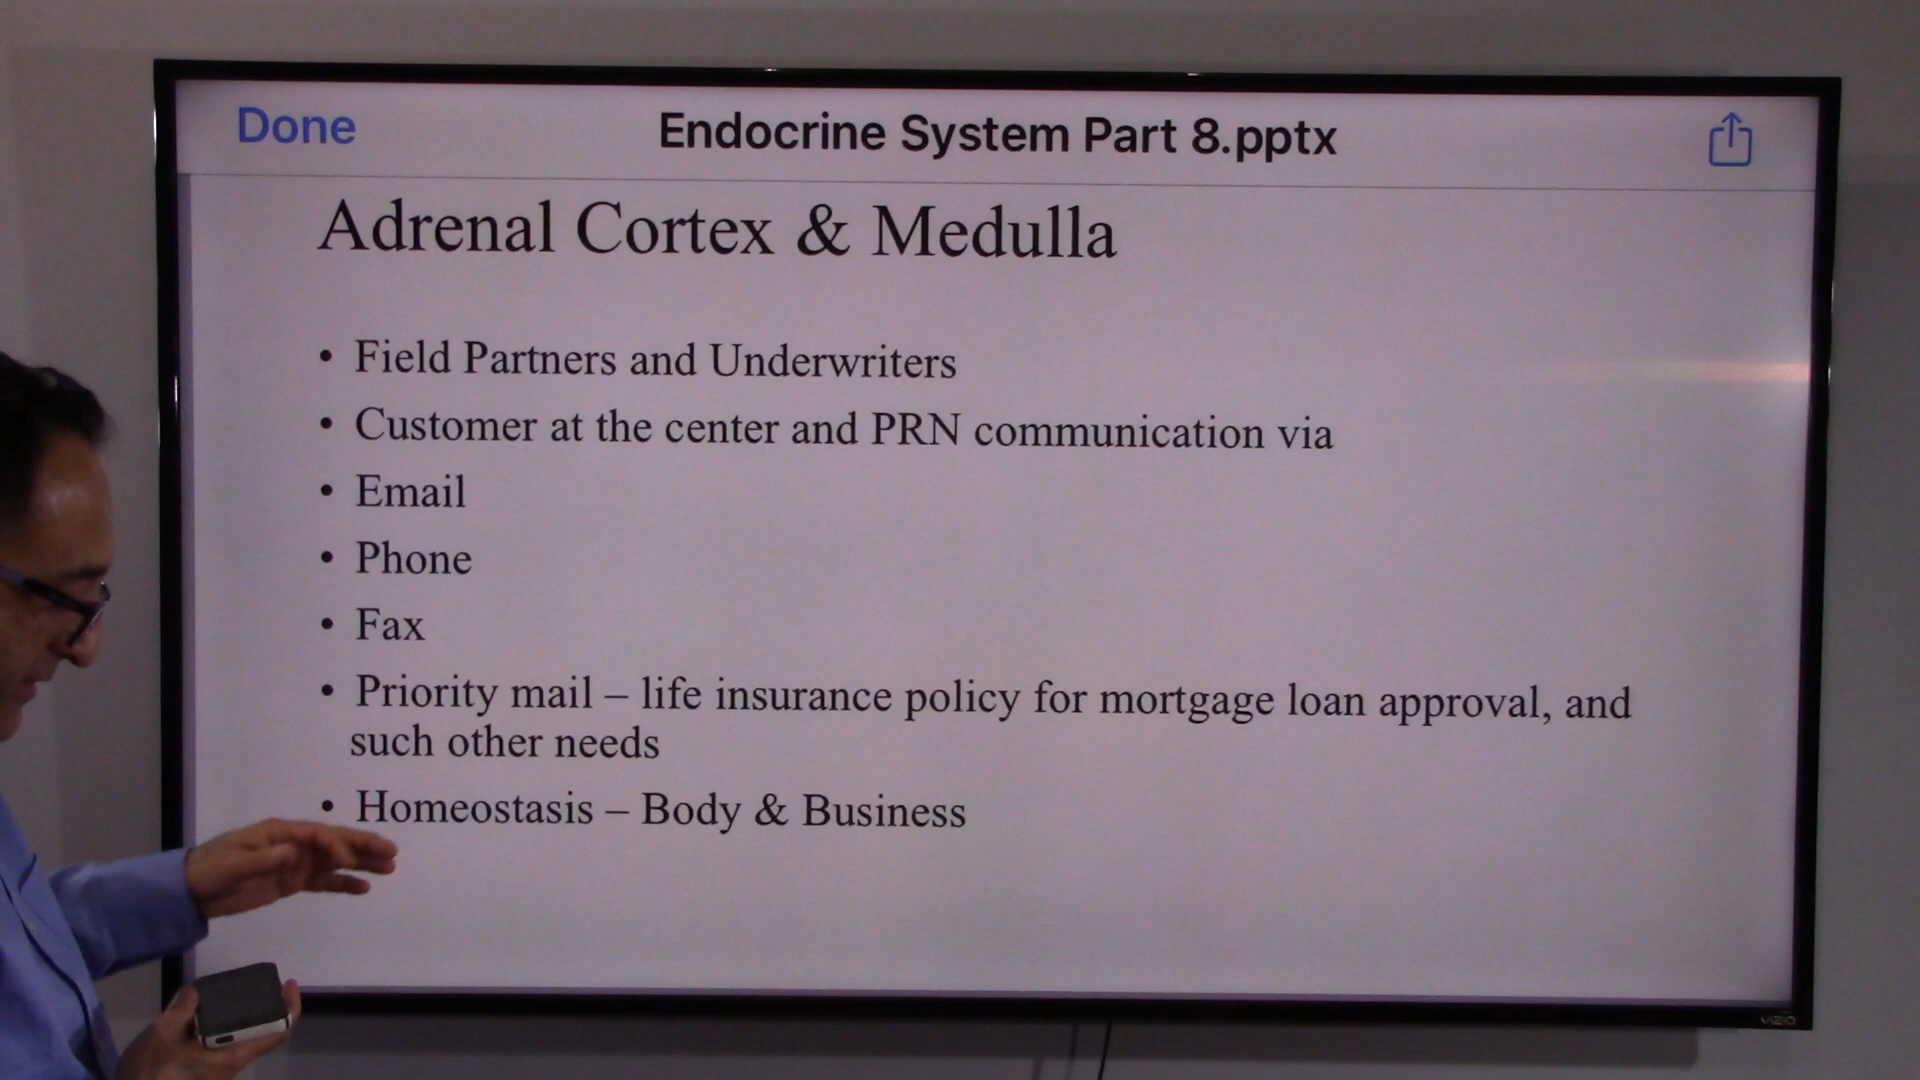 Done
Endocrine System Part 8.pptx
Adrenal Cortex & Medulla
• Field Partners and Underwriters
• Customer at the center and PRN communication via
• Email
• Phone
• Fax
• Priority mail – life insurance policy for mortgage loan approval, and
such other needs
• Homeostasis – Body & Business
VIZIO